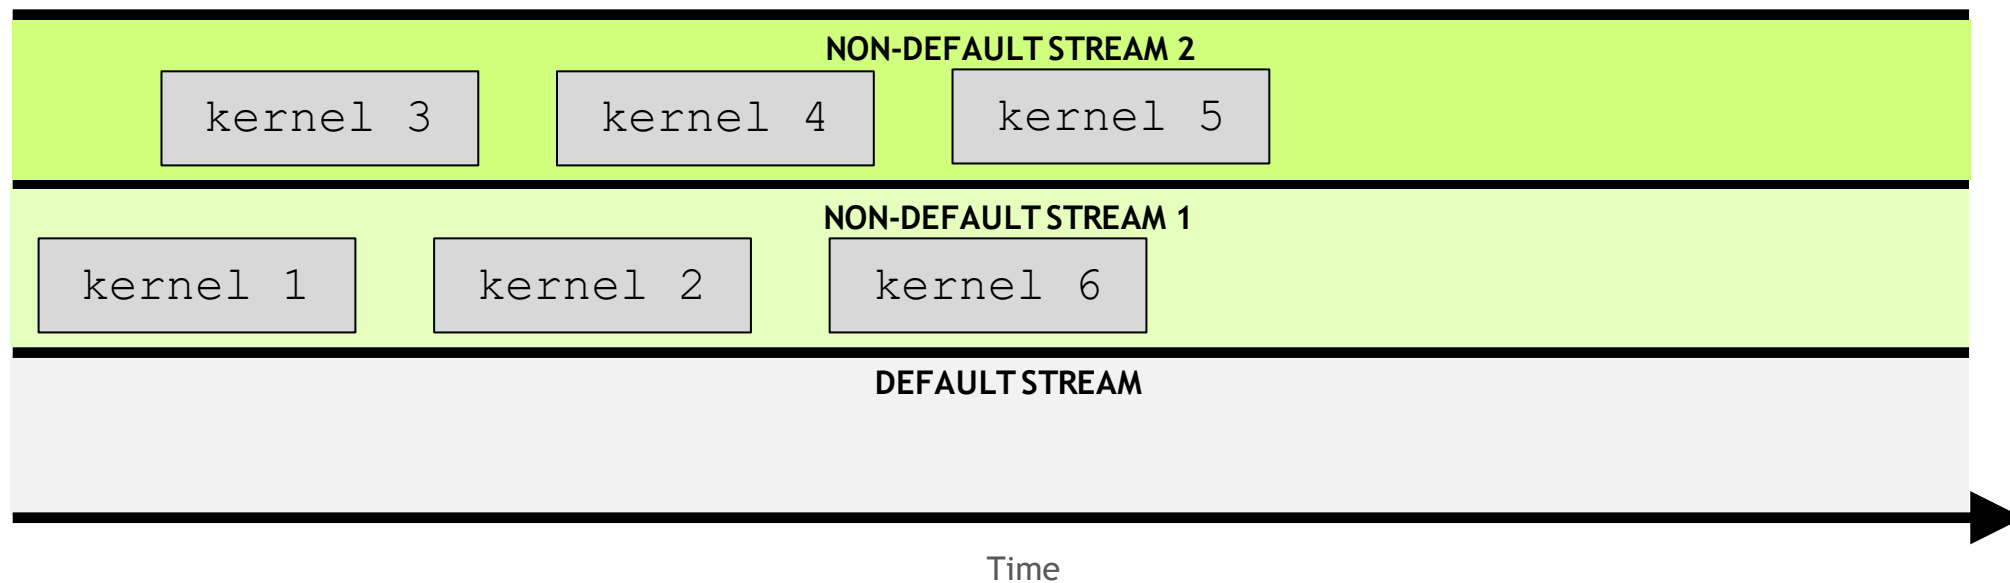 NON-DEFAULT STREAM 2
kernel 3
kernel 4
kernel 5
NON-DEFAULT STREAM 1
kernel 1
kernel 2
kernel 6
DEFAULT STREAM
Time